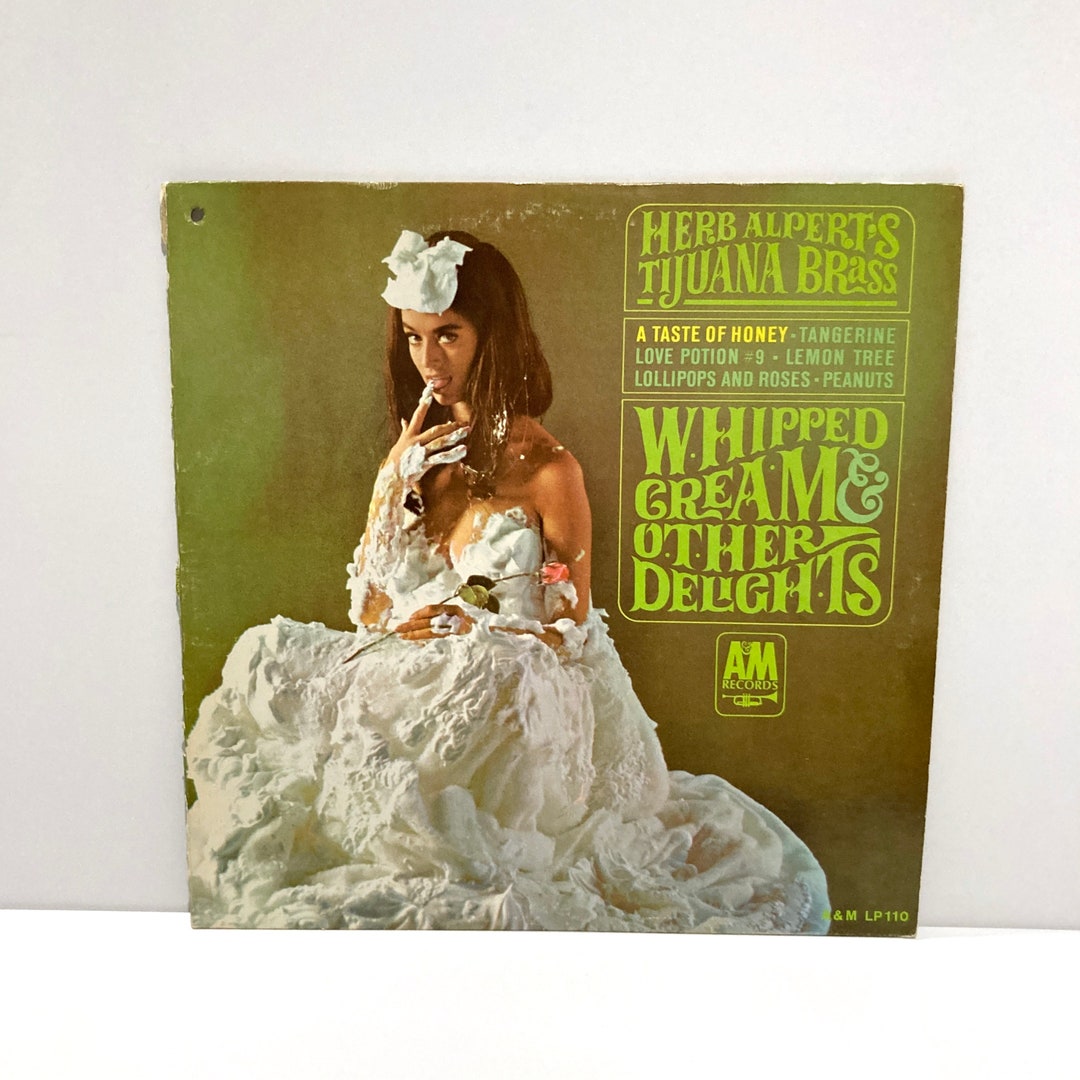 HERB ALPERT'S
TIJUANA BRass
A TASTE OF HONEY • TANGERINE
LOVE POTION #9 • LEMON TREE
LOLLIPOPS AND ROSES • PEANUTS
WHIPPED
CREAM &
OTHER
DELIGHTS
A&M
RECORDS
A&M LP110